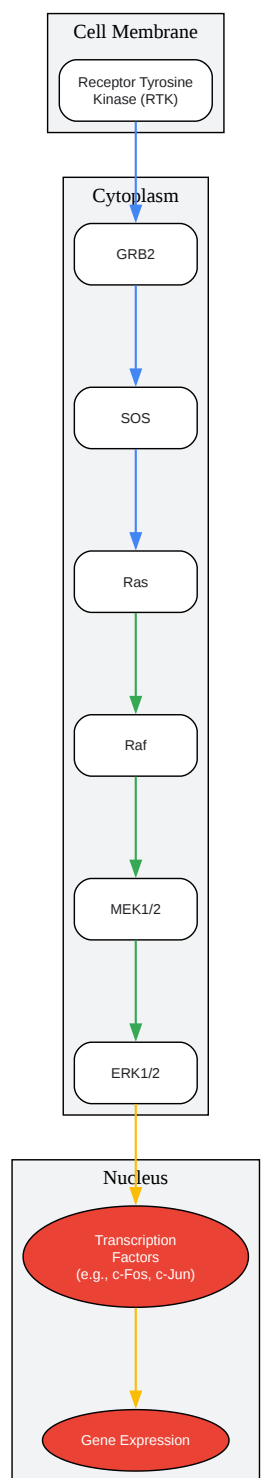 Cell Membrane
Receptor Tyrosine
Kinase (RTK)
Cytoplasm
GRB2
SOS
Ras
Raf
MEK1/2
ERK1/2
Nucleus
Transcription
Factors
(e.g., c-Fos, c-Jun)
Gene Expression